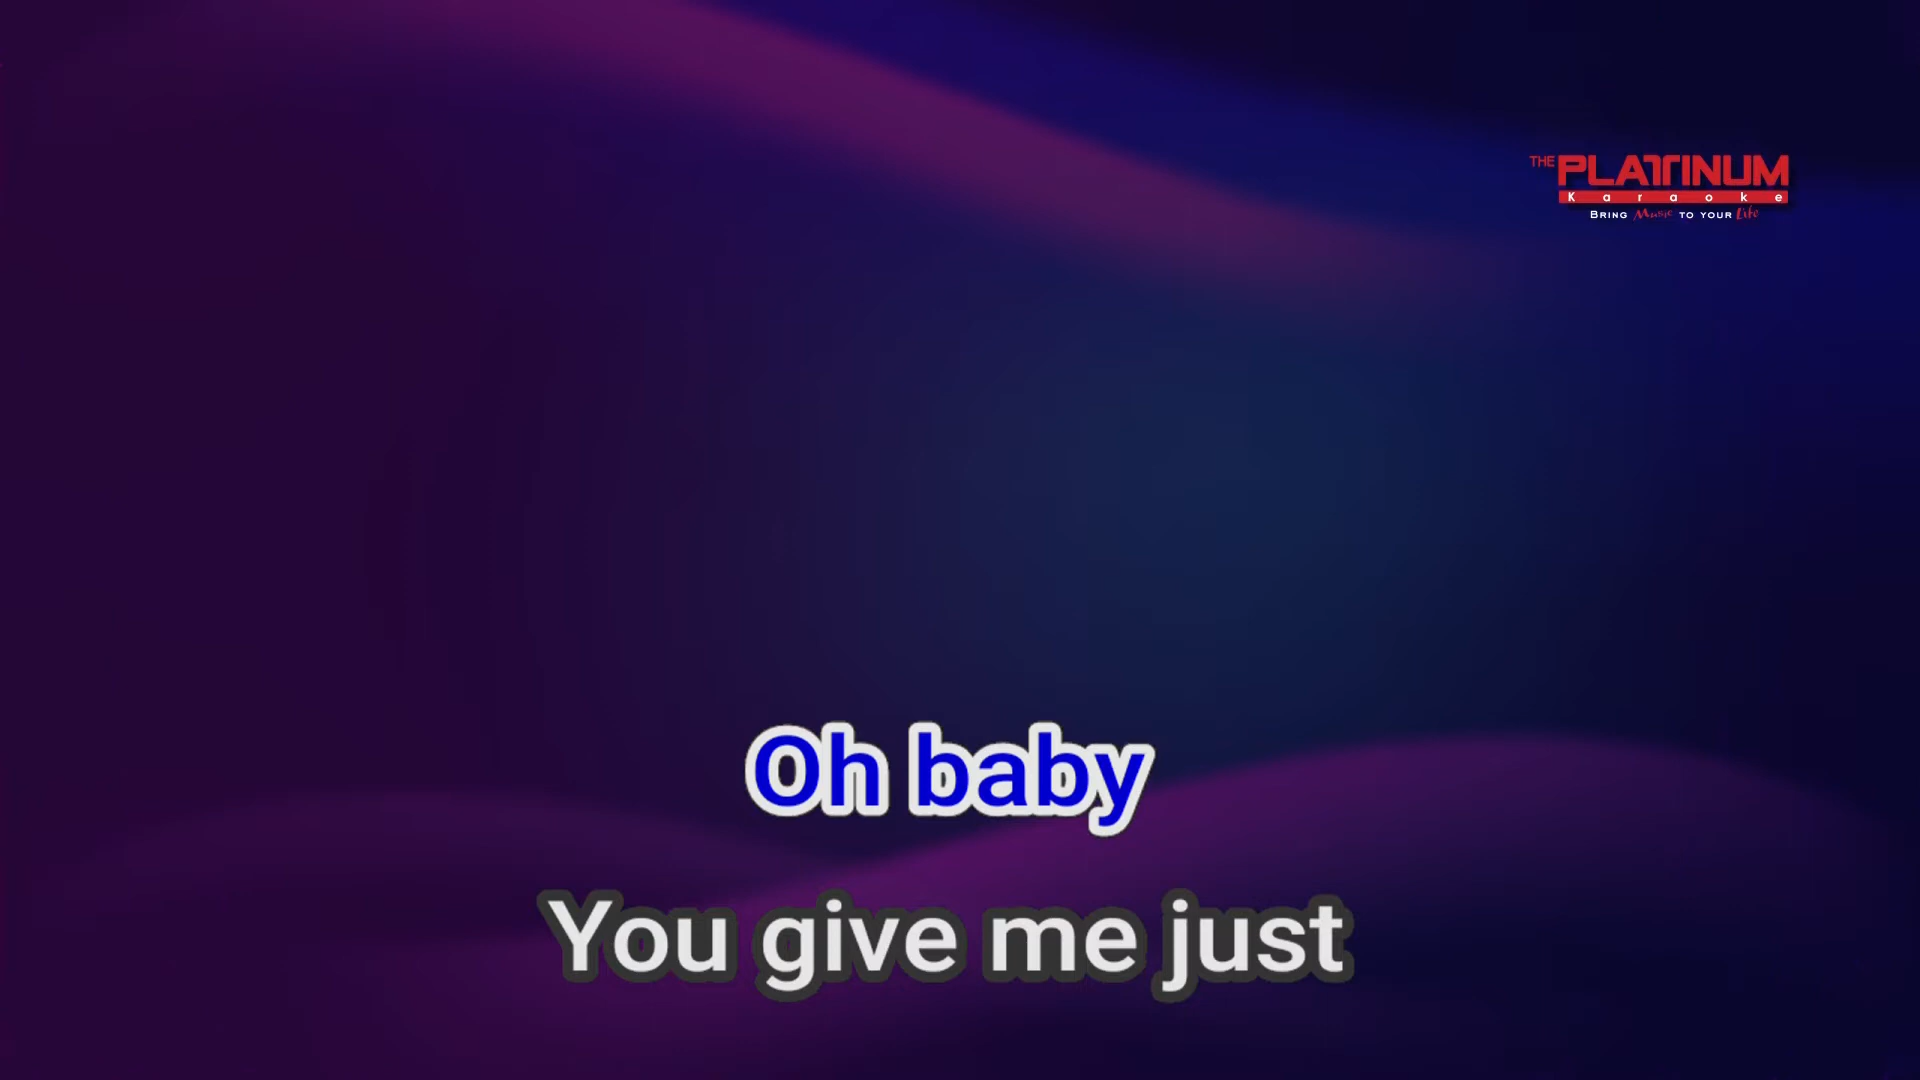 THE PLATINUM
Karaoke
BRING Music TO YOUR Life
Oh baby
You give me just